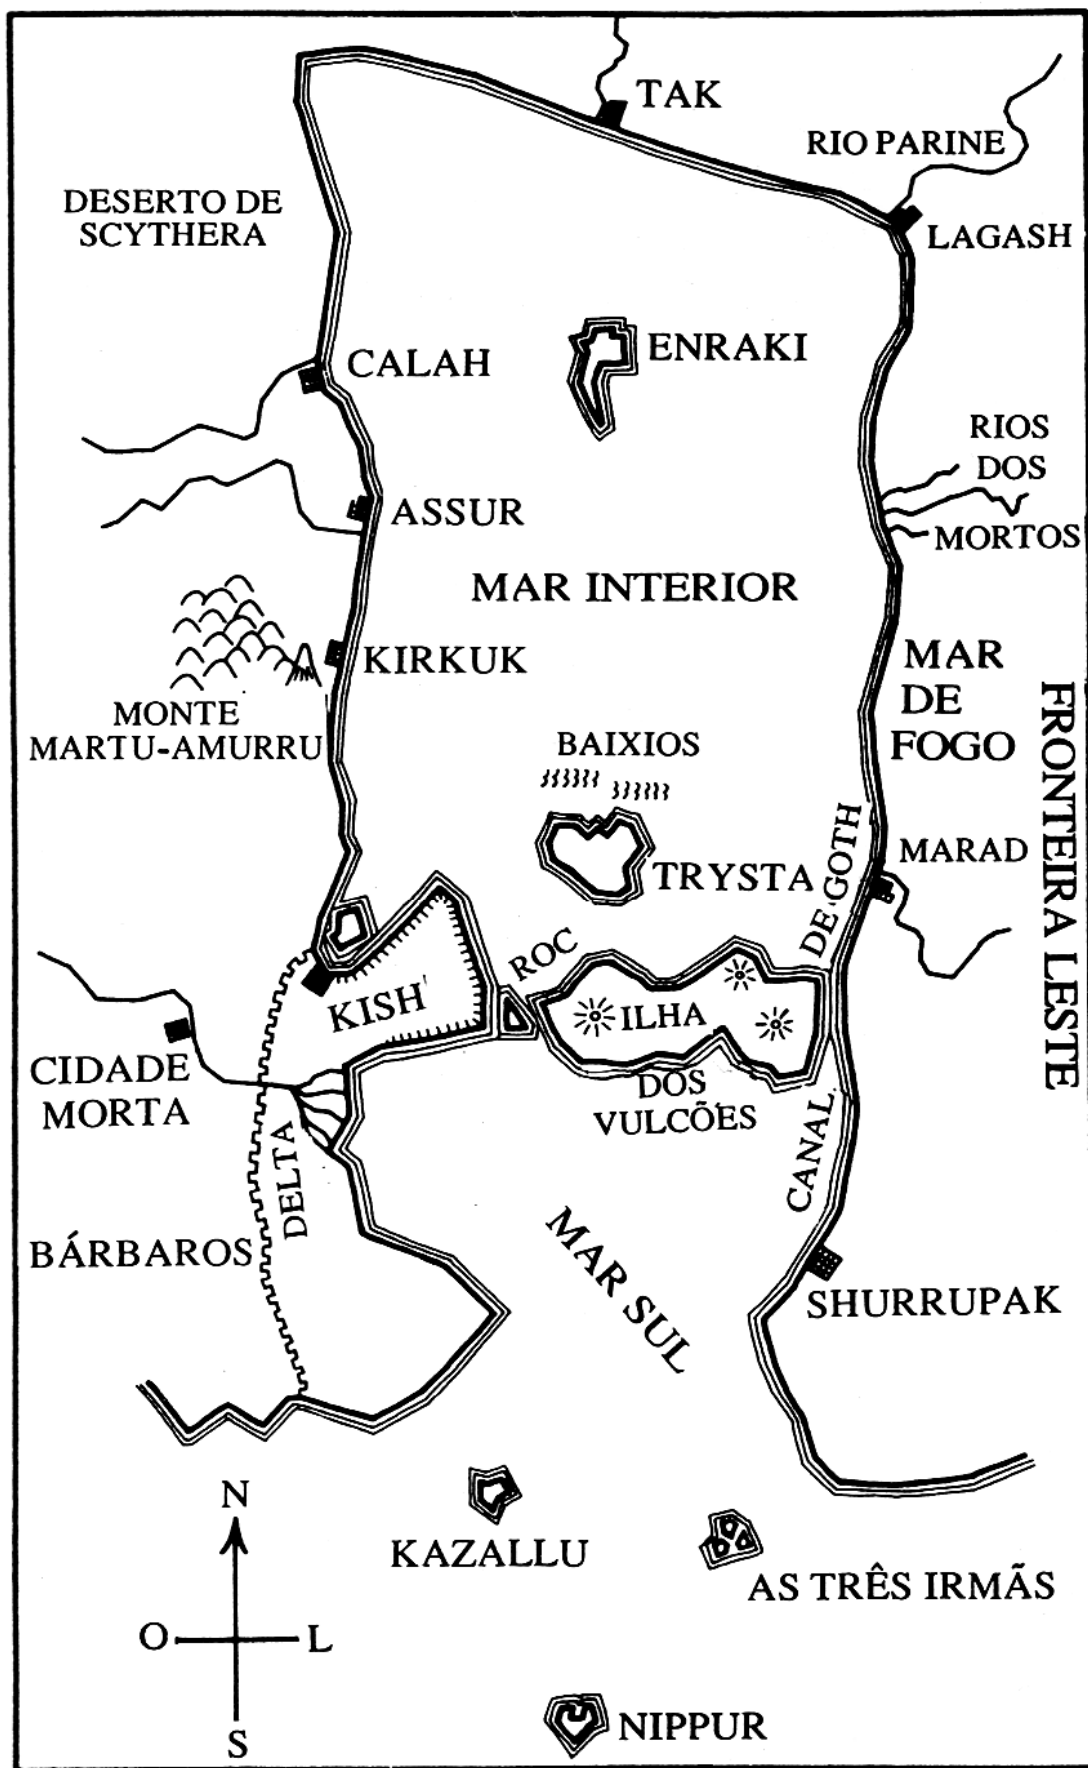 TAK
RIO PARINE
DESERTO DE
SCYTHERA
LAGASH
ENRAKI
CALAH
RIOS
DOS
MORTOS
ASSUR
MAR INTERIOR
KIRKUK
MAR
DE
FOGO
FRONTEIRA LESTE
MONTE
MARTU-AMURRU
BAIXIOS
TRYSTA
MARAD
CANAL DE GOTH
ROC
KISH
ILHA
DOS
VULCÕES
CIDADE
MORTA
DELTA
BÁRBAROS
MAR SUL
SHURRUPAK
KAZALLU
AS TRÊS IRMÃS
NIPPUR
N
O L
S